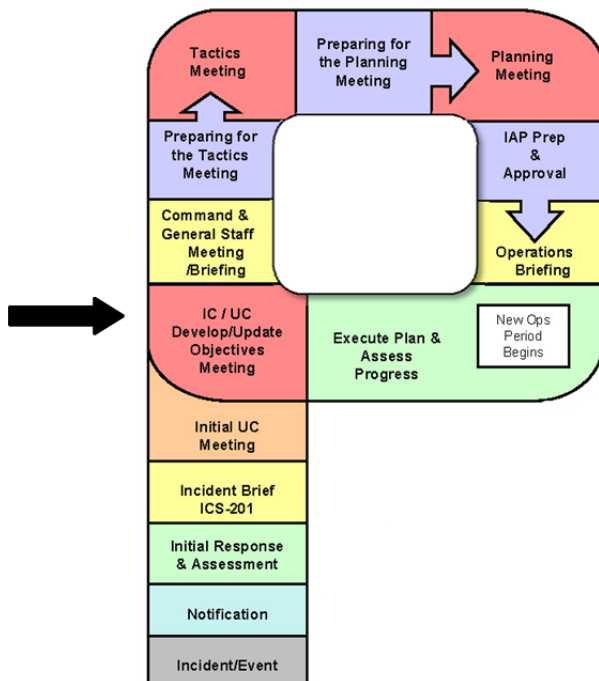 Tactics
Meeting
Preparing for
the Planning
Meeting
Planning
Meeting
Preparing for
the Tactics
Meeting
IAP Prep
&
Approval
Command &
General Staff
Meeting
/Briefing
Operations
Briefing
IC / UC
Develop/Update
Objectives
Meeting
Execute Plan &
Assess
Progress
New Ops
Period
Begins
Initial UC
Meeting
Incident Brief
ICS-201
Initial Response
& Assessment
Notification
Incident/Event